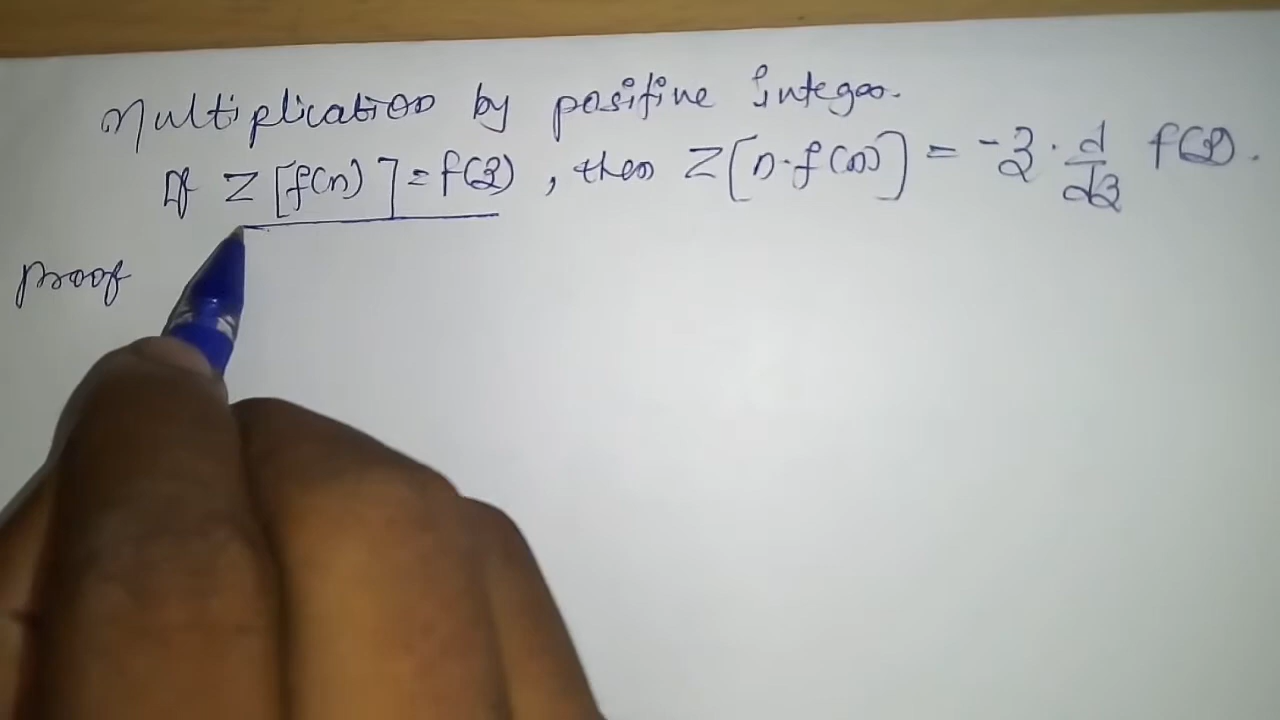 Multiplication by positive integer.
If Z[f(n)] = f(z), then Z[n·f(n)] = -z · d/dz f(z).
Proof